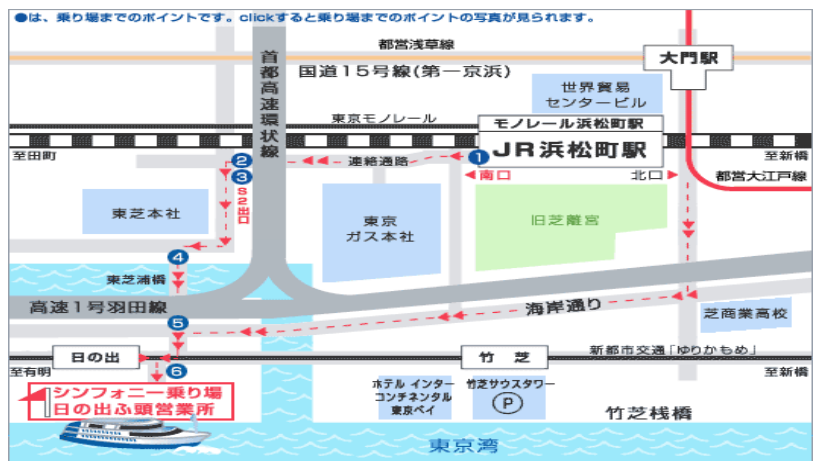 ●は、乗り場までのポイントです。clickすると乗り場までのポイントの写真が見られます。
都営浅草線
首都高速環状線
国道15号線(第一京浜)
大門駅
世界貿易
センタービル
東京モノレール
モノレール浜松町駅
JR浜松町駅
至田町
至新橋
連絡通路
1
2
3
S2出口
南口
北口
都営大江戸線
東芝本社
東京
ガス本社
旧芝離宮
4
東芝浦橋
高速1号羽田線
海岸通り
芝商業高校
5
日の出
竹芝
新都市交通「ゆりかもめ」
至有明
6
至新橋
シンフォニー乗り場
日の出ふ頭営業所
ホテル インター
コンチネンタル
東京ベイ
竹芝サウスタワー
P
竹芝桟橋
東京湾